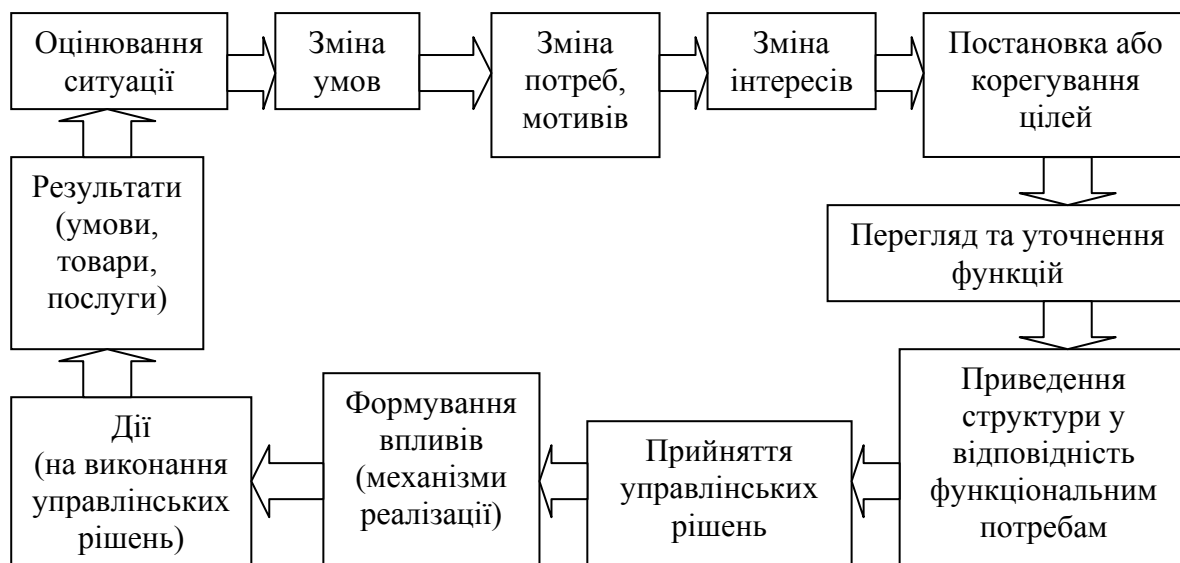 Оцінювання
ситуації
Зміна
умов
Зміна
потреб,
мотивів
Зміна
інтересів
Постановка або
корегування
цілей
Перегляд та уточнення
функцій
Приведення
структури у
відповідність
функціональним
потребам
Прийняття
управлінських
рішень
Формування
впливів
(механізми
реалізації)
Дії
(на виконання
управлінських
рішень)
Результати
(умови,
товари,
послуги)